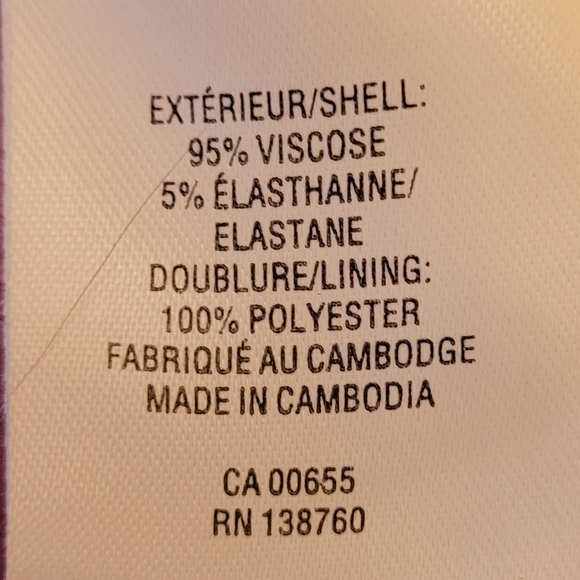 EXTÉRIEUR/SHELL:
95% VISCOSE
5% ÉLASTHANNE/
ELASTANE
DOUBLURE/LINING:
100% POLYESTER
FABRIQUÉ AU CAMBODGE
MADE IN CAMBODIA
CA 00655
RN 138760